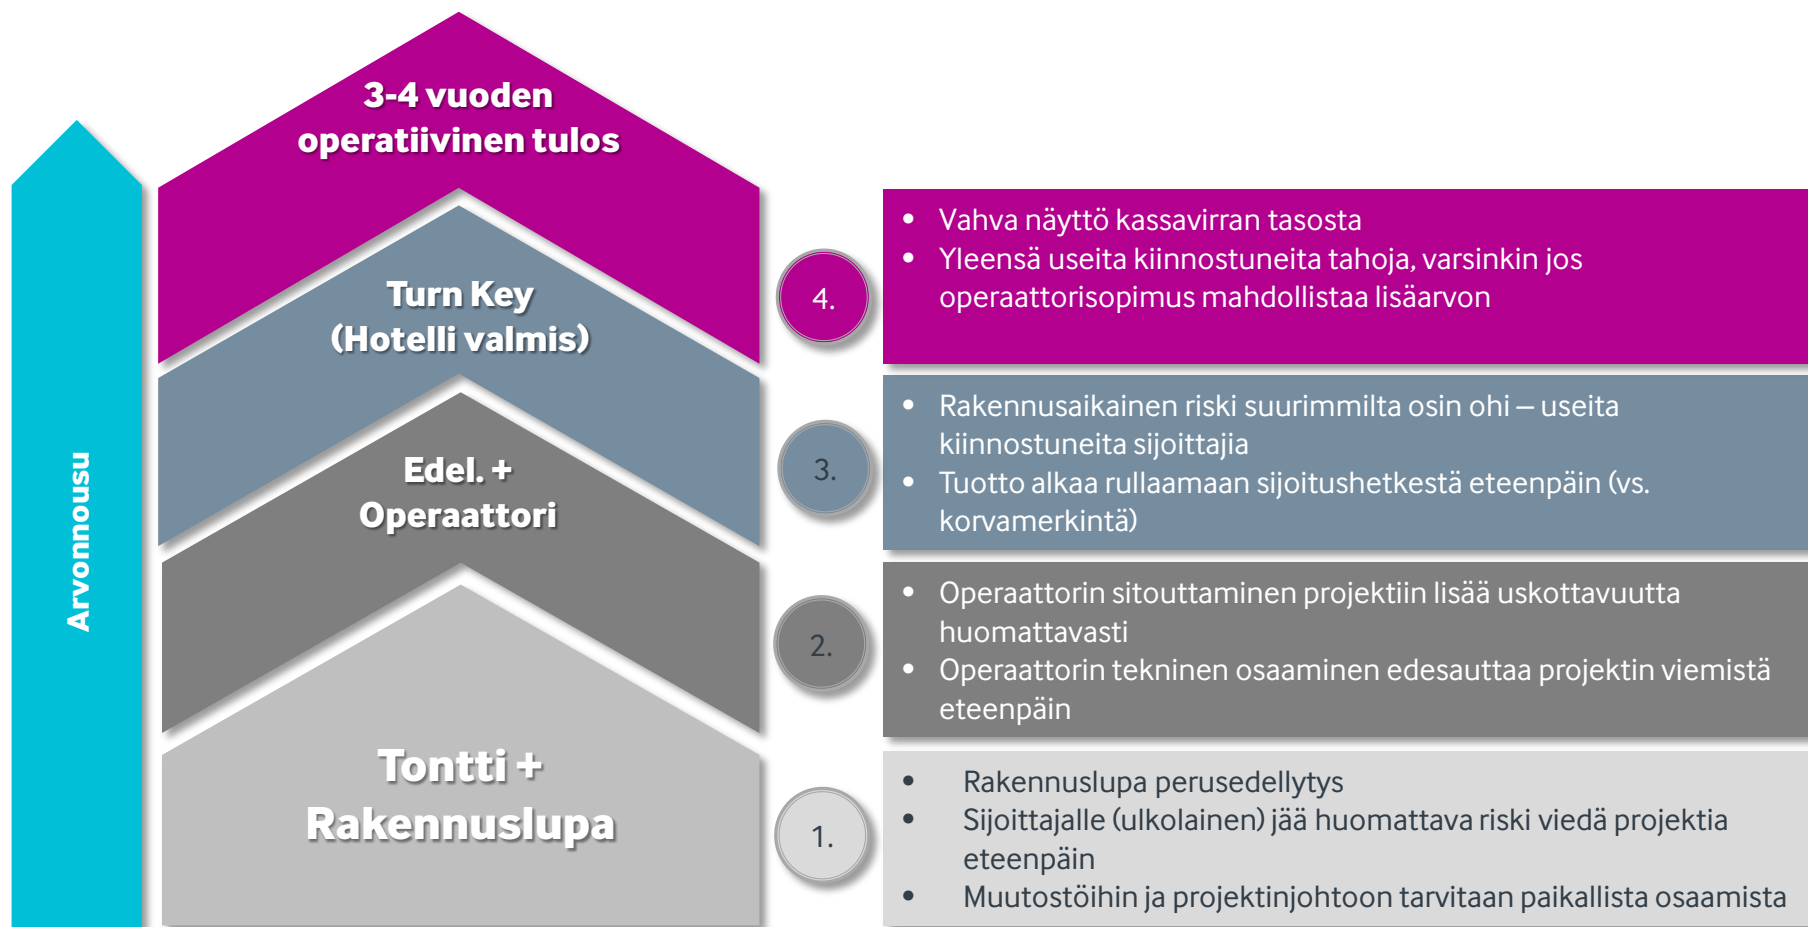 3-4 vuoden
operatiivinen tulos
Turn Key
(Hotelli valmis)
Edel. +
Operaattori
Tontti +
Rakennuslupa
Arvonnousu
4.
• Vahva näyttö kassavirran tasosta
• Yleensä useita kiinnostuneita tahoja, varsinkin jos
operaattorisopimus mahdollistaa lisäarvon
3.
• Rakennusaikainen riski suurimmilta osin ohi – useita
kiinnostuneita sijoittajia
• Tuotto alkaa rullaamaan sijoitushetkestä eteenpäin (vs.
korvamerkintä)
2.
• Operaattorin sitouttaminen projektiin lisää uskottavuutta
huomattavasti
• Operaattorin tekninen osaaminen edesauttaa projektin viemistä
eteenpäin
1.
• Rakennuslupa perusedellytys
• Sijoittajalle (ulkolainen) jää huomattava riski viedä projektia
eteenpäin
• Muutostöihin ja projektinjohtoon tarvitaan paikallista osaamista